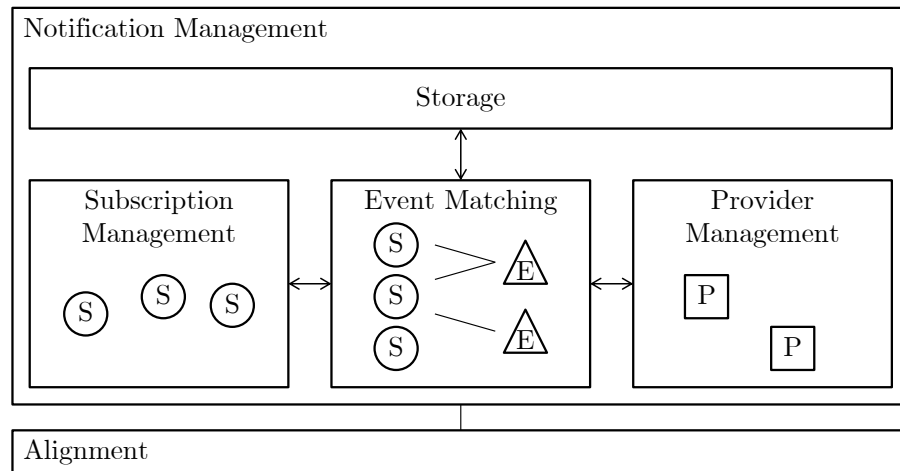 Notification Management
Storage
Subscription
Management
S
S
S
Event Matching
S
S
S
E
E
Provider
Management
P
P
Alignment